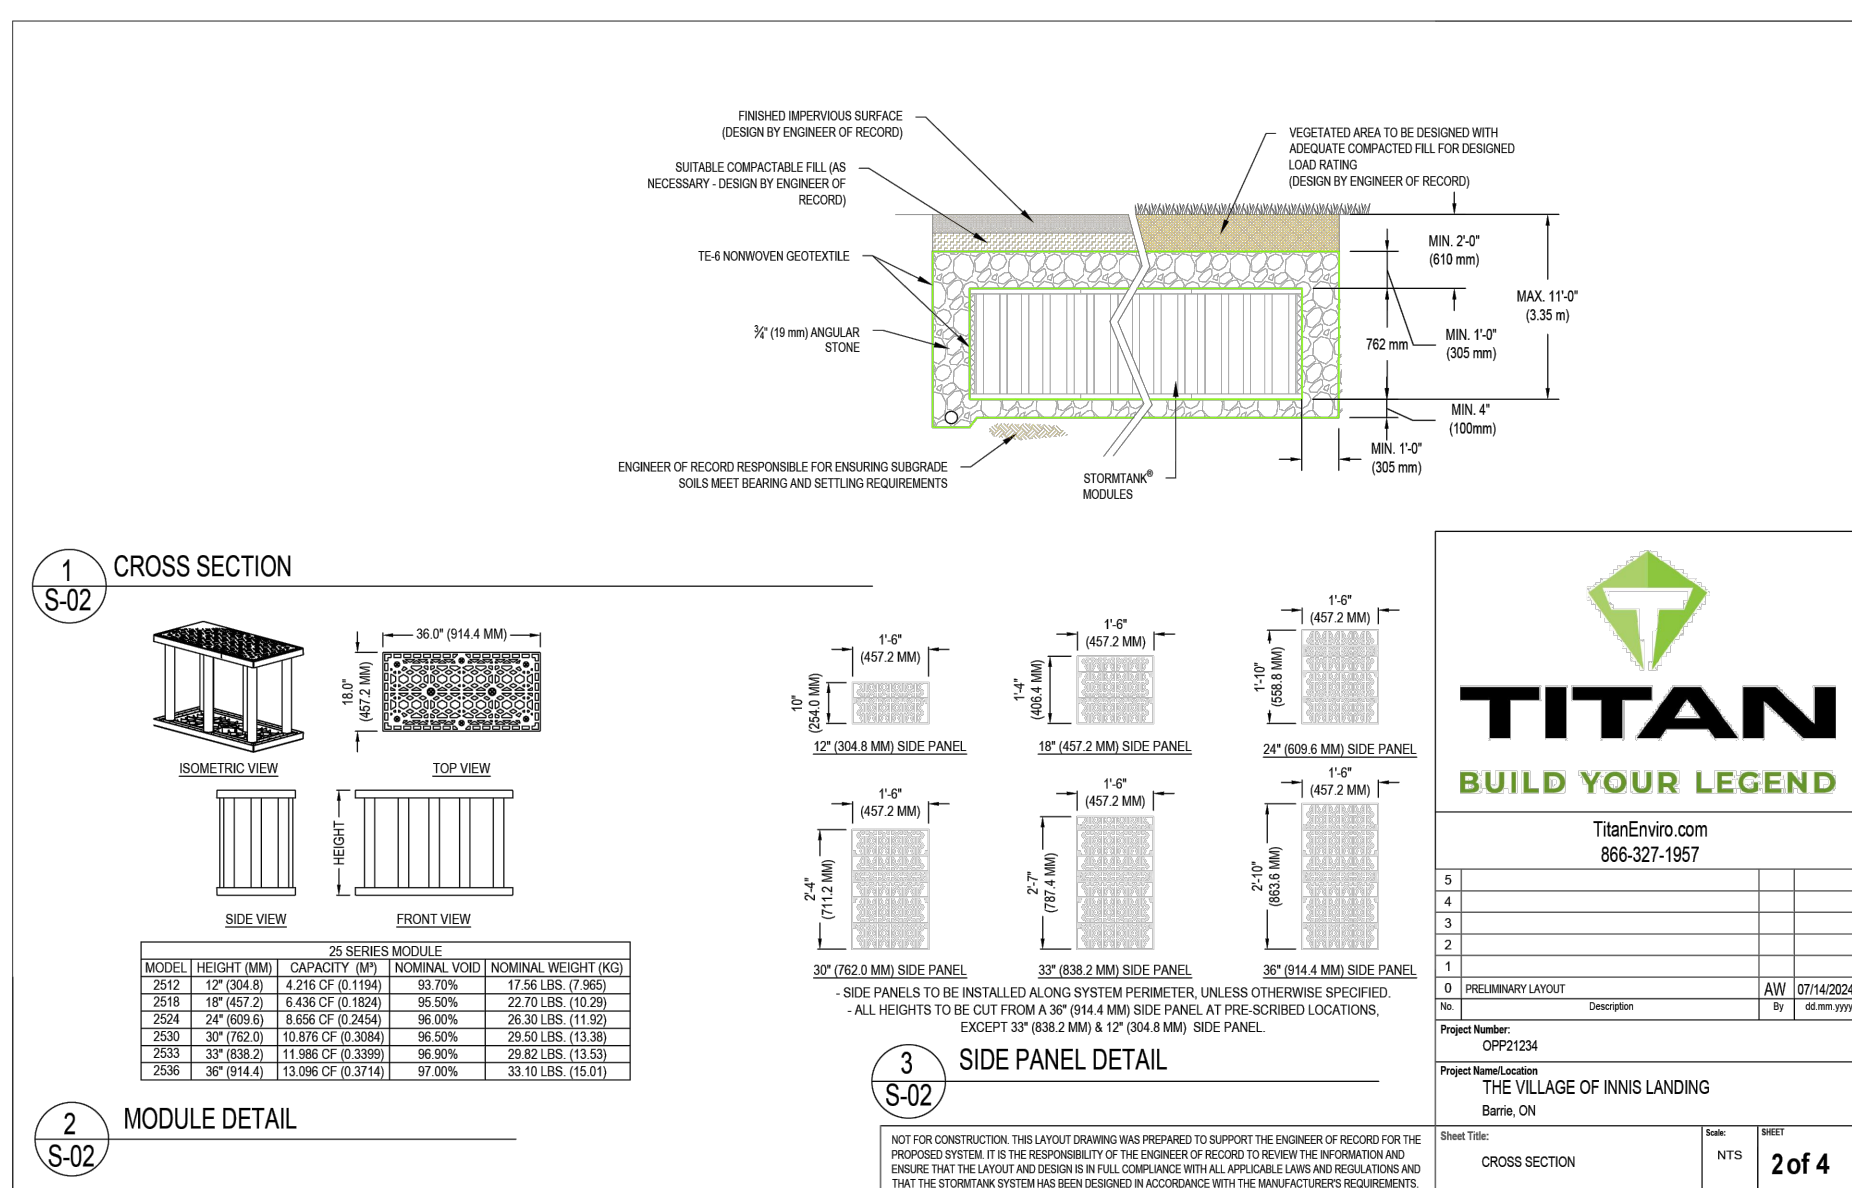 FINISHED IMPERVIOUS SURFACE
(DESIGN BY ENGINEER OF RECORD)
SUITABLE COMPACTABLE FILL (AS
NECESSARY - DESIGN BY ENGINEER OF
RECORD)
TE-6 NONWOVEN GEOTEXTILE
¾" (19 mm) ANGULAR
STONE
ENGINEER OF RECORD RESPONSIBLE FOR ENSURING SUBGRADE
SOILS MEET BEARING AND SETTLING REQUIREMENTS
STORMTANK®
MODULES
VEGETATED AREA TO BE DESIGNED WITH
ADEQUATE COMPACTED FILL FOR DESIGNED
LOAD RATING
(DESIGN BY ENGINEER OF RECORD)
MIN. 2'-0"
(610 mm)
MAX. 11'-0"
(3.35 m)
762 mm
MIN. 1'-0"
(305 mm)
MIN. 4"
(100mm)
MIN. 1'-0"
(305 mm)
1
S-02
CROSS SECTION
ISOMETRIC VIEW
36.0" (914.4 MM)
18.0"
(457.2 MM)
TOP VIEW
SIDE VIEW
HEIGHT
FRONT VIEW
25 SERIES MODULE
MODEL HEIGHT (MM) CAPACITY (M³) NOMINAL VOID NOMINAL WEIGHT (KG)
2512 12" (304.8) 4.216 CF (0.1194) 93.70% 17.56 LBS. (7.965)
2518 18" (457.2) 6.436 CF (0.1824) 95.50% 22.70 LBS. (10.29)
2524 24" (609.6) 8.656 CF (0.2454) 96.00% 26.30 LBS. (11.92)
2530 30" (762.0) 10.876 CF (0.3084) 96.50% 29.50 LBS. (13.38)
2533 33" (838.2) 11.986 CF (0.3399) 96.90% 29.82 LBS. (13.53)
2536 36" (914.4) 13.096 CF (0.3714) 97.00% 33.10 LBS. (15.01)
2
S-02
MODULE DETAIL
1'-6"
(457.2 MM)
10"
(254.0 MM)
12" (304.8 MM) SIDE PANEL
1'-6"
(457.2 MM)
1'-4"
(406.4 MM)
18" (457.2 MM) SIDE PANEL
1'-6"
(457.2 MM)
1'-10"
(558.8 MM)
24" (609.6 MM) SIDE PANEL
1'-6"
(457.2 MM)
2'-4"
(711.2 MM)
30" (762.0 MM) SIDE PANEL
1'-6"
(457.2 MM)
2'-7"
(787.4 MM)
33" (838.2 MM) SIDE PANEL
1'-6"
(457.2 MM)
2'-10"
(863.6 MM)
36" (914.4 MM) SIDE PANEL
- SIDE PANELS TO BE INSTALLED ALONG SYSTEM PERIMETER, UNLESS OTHERWISE SPECIFIED.
- ALL HEIGHTS TO BE CUT FROM A 36" (914.4 MM) SIDE PANEL AT PRE-SCRIBED LOCATIONS,
EXCEPT 33" (838.2 MM) & 12" (304.8 MM) SIDE PANEL.
3
S-02
SIDE PANEL DETAIL
NOT FOR CONSTRUCTION. THIS LAYOUT DRAWING WAS PREPARED TO SUPPORT THE ENGINEER OF RECORD FOR THE
PROPOSED SYSTEM. IT IS THE RESPONSIBILITY OF THE ENGINEER OF RECORD TO REVIEW THE INFORMATION AND
ENSURE THAT THE LAYOUT AND DESIGN IS IN FULL COMPLIANCE WITH ALL APPLICABLE LAWS AND REGULATIONS AND
THAT THE STORMTANK SYSTEM HAS BEEN DESIGNED IN ACCORDANCE WITH THE MANUFACTURER'S REQUIREMENTS.
TITAN
BUILD YOUR LEGEND
TitanEnviro.com
866-327-1957
5
4
3
2
1
0 PRELIMINARY LAYOUT AW 07/14/2024
No. Description By dd.mm.yyyy
Project Number:
OPP21234
Project Name/Location
THE VILLAGE OF INNIS LANDING
Barrie, ON
Sheet Title:
CROSS SECTION
Scale:
NTS
SHEET
2 of 4